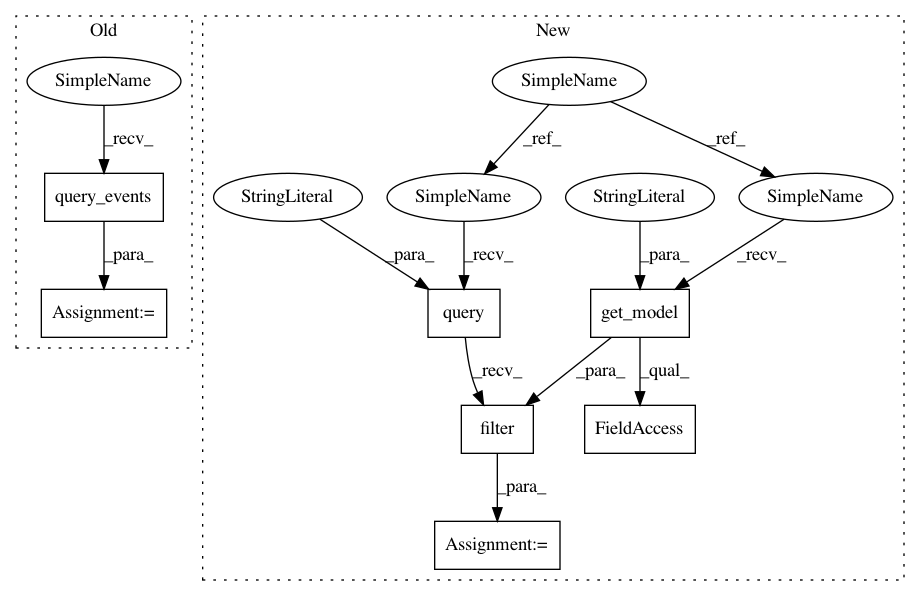 Old
New
SimpleName
SimpleName
_recv_
_ref_
_ref_
query_events
StringLiteral
SimpleName
StringLiteral
SimpleName
_para_
_para_
_recv_
_para_
_recv_
Assignment:=
query
get_model
_recv_
_para_
_qual_
filter
FieldAccess
_para_
Assignment:=